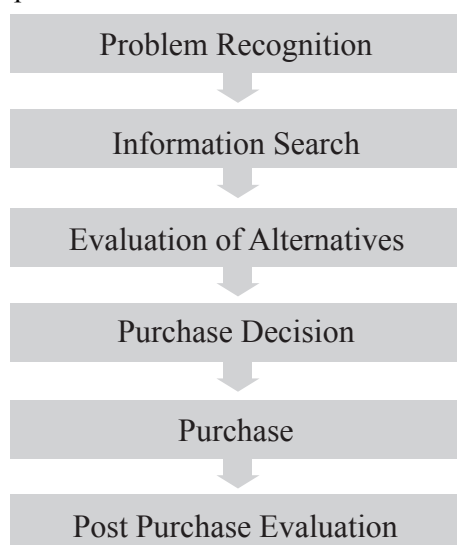 Problem Recognition
Information Search
Evaluation of Alternatives
Purchase Decision
Purchase
Post Purchase Evaluation